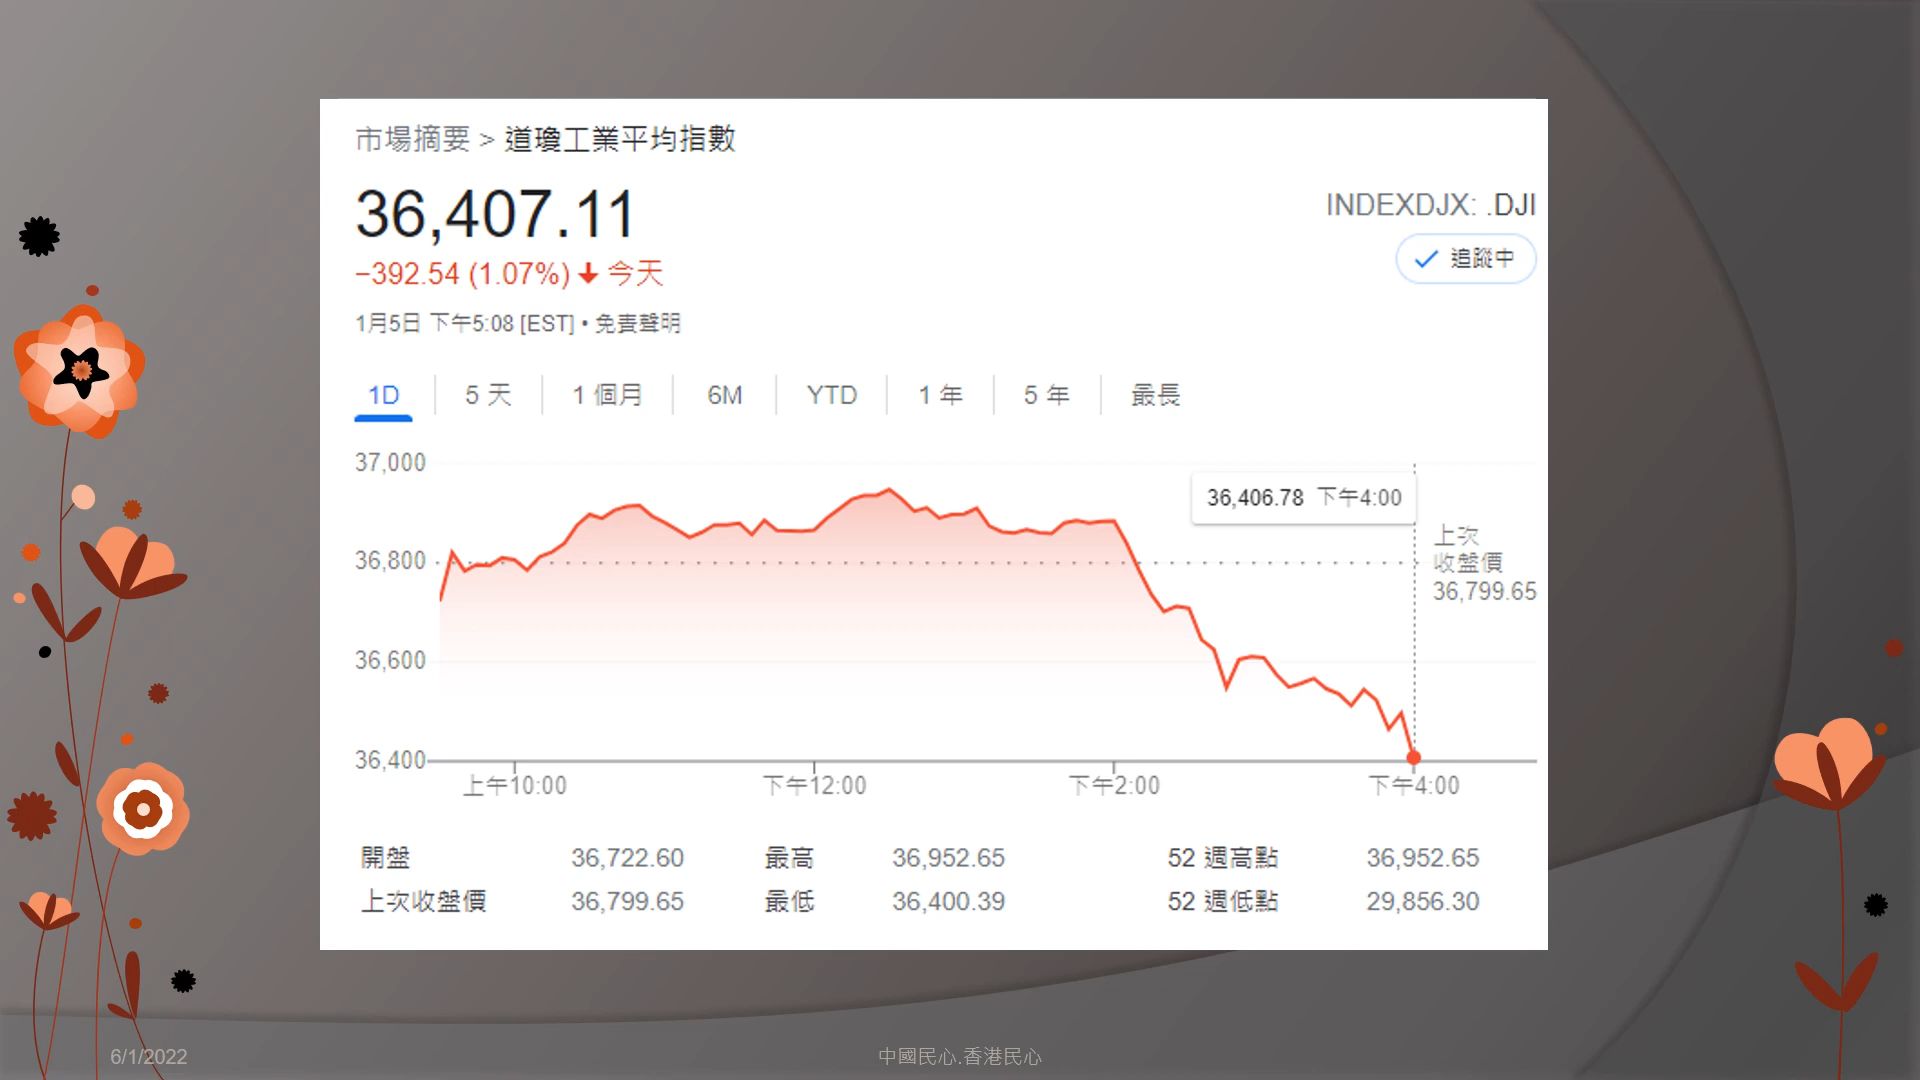 市場摘要 > 道瓊工業平均指數
36,407.11
INDEXDJX: .DJI
−392.54 (1.07%) ↓ 今天
✓ 追蹤中
1月5日 下午5:08 [EST] • 免責聲明
1D 5 天 1 個月 6M YTD 1 年 5 年 最長
37,000
36,406.78 下午4:00
上次
收盤價
36,799.65
36,800
36,600
36,400
上午10:00 下午12:00 下午2:00 下午4:00
開盤 36,722.60 最高 36,952.65 52 週高點 36,952.65
上次收盤價 36,799.65 最低 36,400.39 52 週低點 29,856.30
6/1/2022 中國民心.香港民心